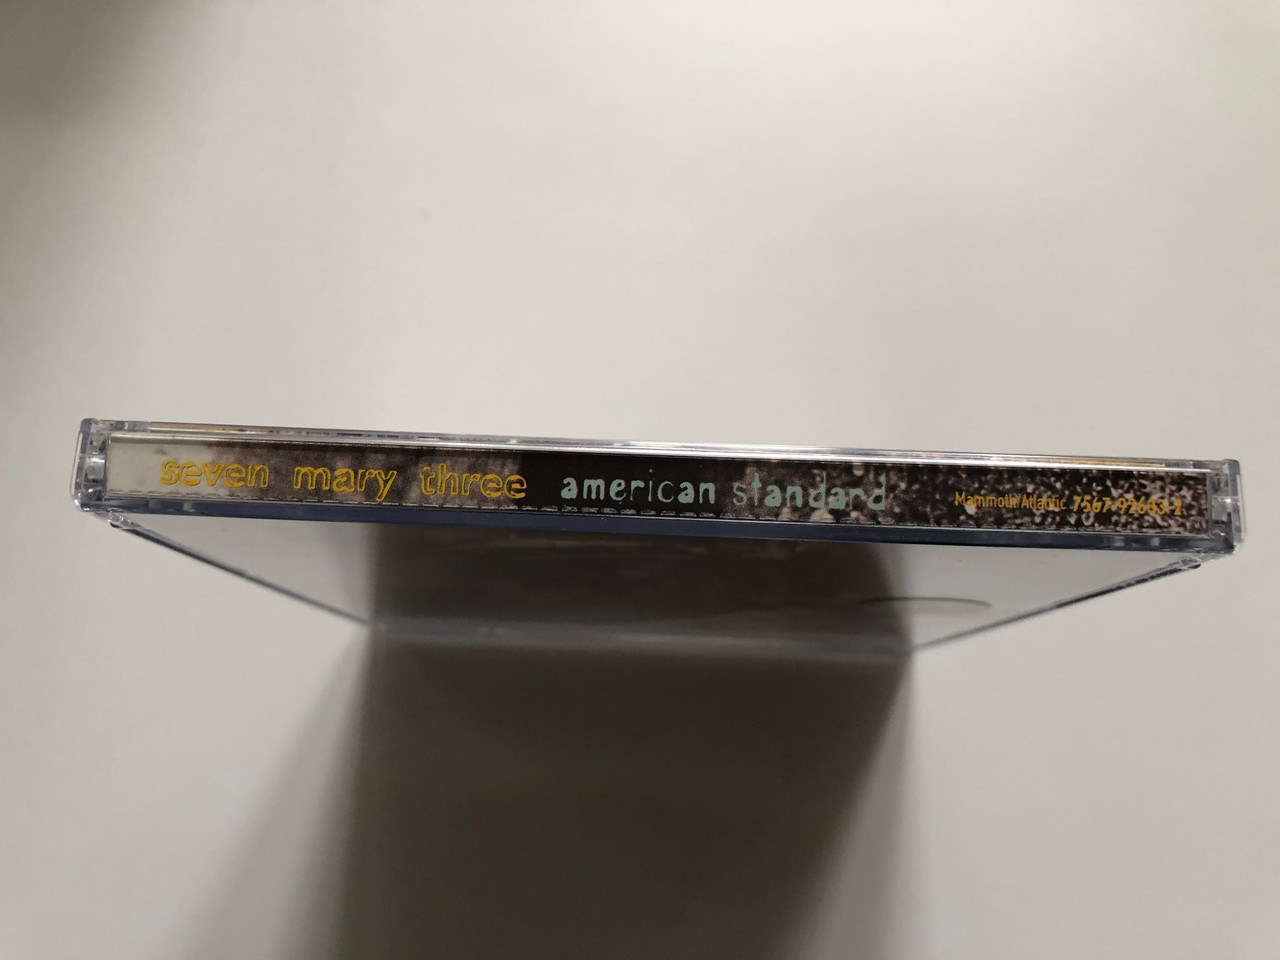 seven mary three american standard Mammoth/Atlantic 7567-92633-2